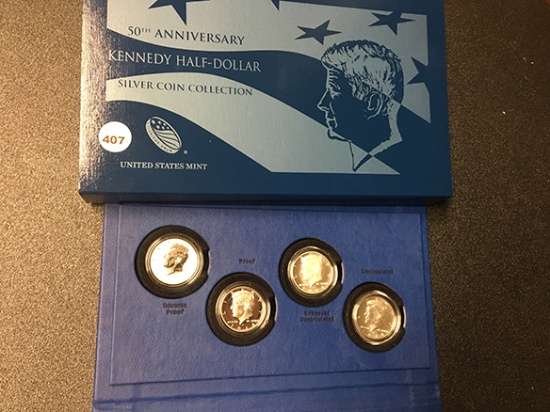 50TH ANNIVERSARY
KENNEDY HALF-DOLLAR
SILVER COIN COLLECTION
407
UNITED STATES MINT
Proof
Uncirculated
Reverse
Proof
Enhanced
Uncirculated